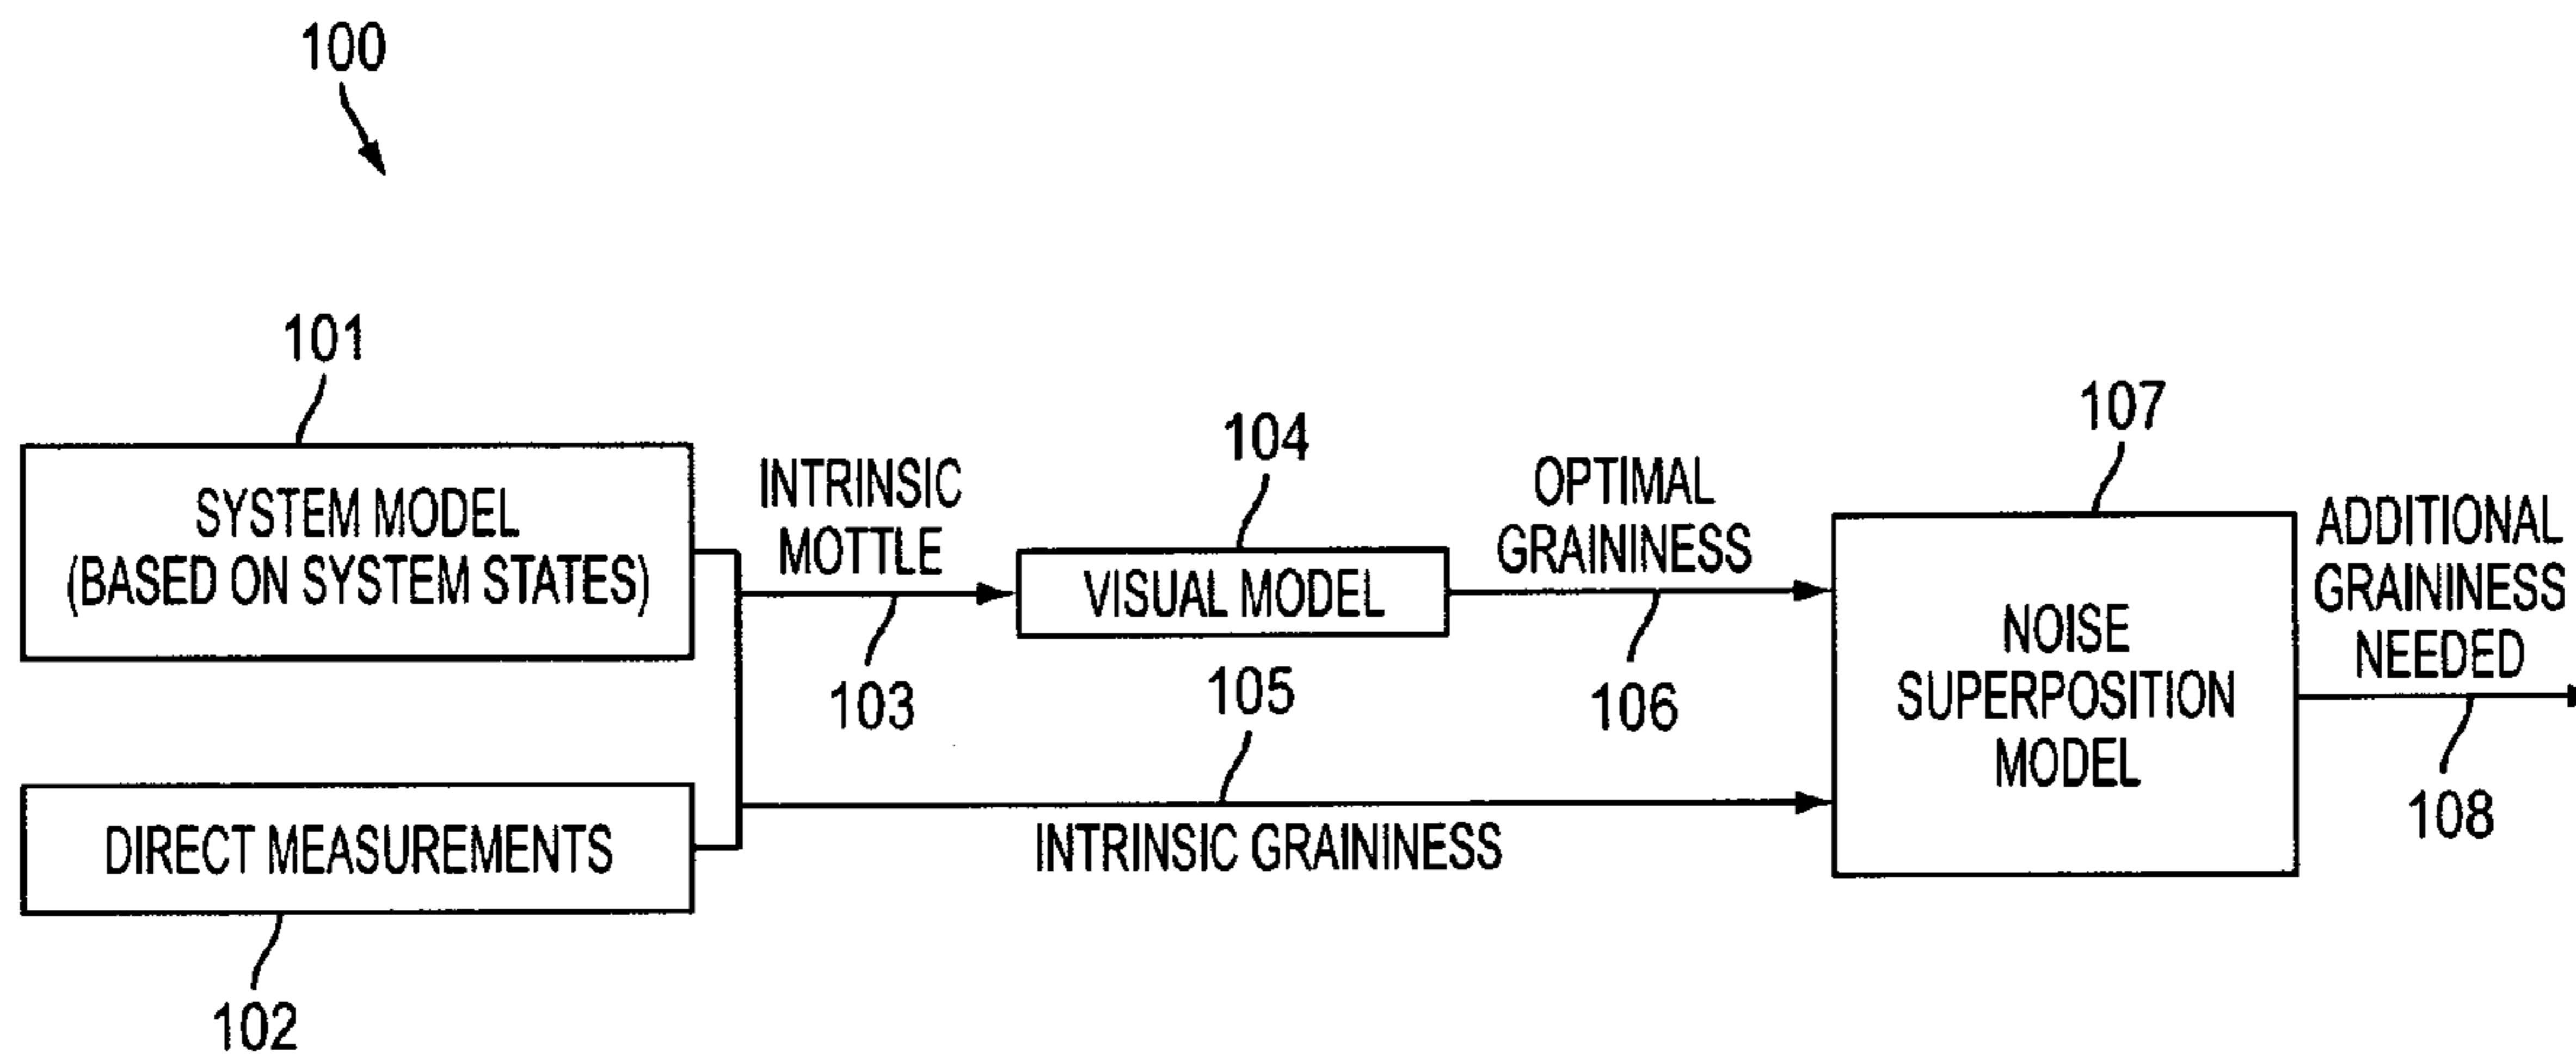 100
101
SYSTEM MODEL
(BASED ON SYSTEM STATES)
DIRECT MEASUREMENTS
102
INTRINSIC
MOTTLE
103
104
VISUAL MODEL
105
INTRINSIC GRAININESS
OPTIMAL
GRAININESS
106
107
NOISE
SUPERPOSITION
MODEL
ADDITIONAL
GRAININESS
NEEDED
108